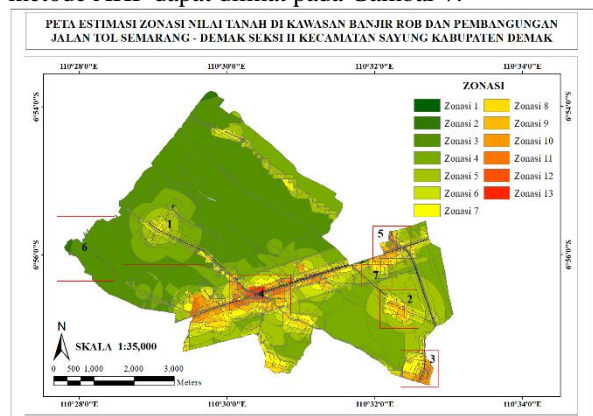 metode AHP dapat dilihat pada Gambar 7.
PETA ESTIMASI ZONASI NILAI TANAH DI KAWASAN BANJIR ROB DAN PEMBANGUNGAN
JALAN TOL SEMARANG - DEMAK SEKSI II KECAMATAN SAYUNG KABUPATEN DEMAK
110°28'0"E 110°30'0"E 110°32'0"E 110°34'0"E
6°54'0"S 6°54'0"S
6°56'0"S 6°56'0"S
ZONASI
Zonasi 1 Zonasi 8
Zonasi 2 Zonasi 9
Zonasi 3 Zonasi 10
Zonasi 4 Zonasi 11
Zonasi 5 Zonasi 12
Zonasi 6 Zonasi 13
Zonasi 7
1
5
6
7
4
2
3
N
SKALA 1:35,000
0 500 1,000 2,000 3,000
Meters
110°28'0"E 110°30'0"E 110°32'0"E 110°34'0"E